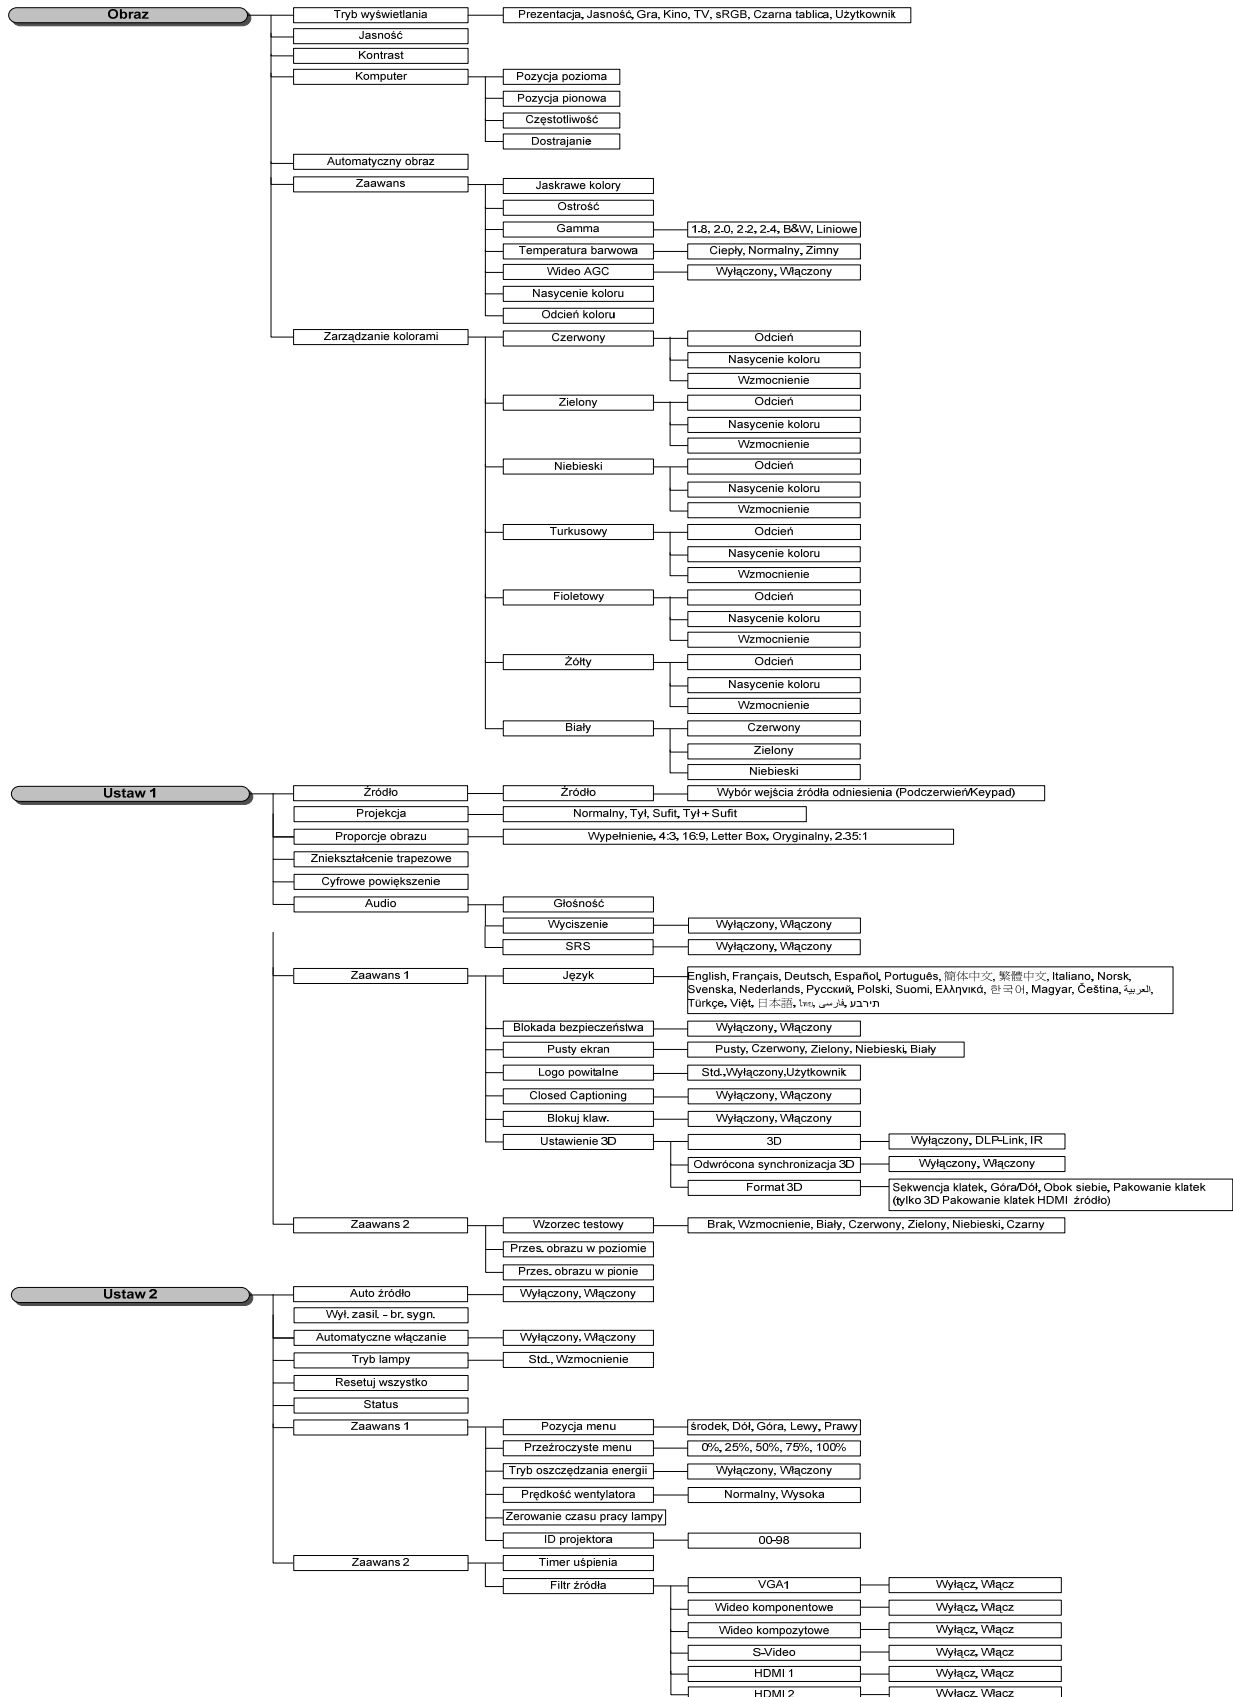 Obraz
Tryb wyświetlania
Prezentacja, Jasność, Gra, Kino, TV, sRGB, Czarna tablica, Użytkownik
Jasność
Kontrast
Komputer
Pozycja pozioma
Pozycja pionowa
Częstotliwość
Dostrajanie
Automatyczny obraz
Zaawans
Jaskrawe kolory
Ostrość
Gamma
1.8, 2.0, 2.2, 2.4, B&W, Liniowe
Temperatura barwowa
Ciepły, Normalny, Zimny
Wideo AGC
Wyłączony, Włączony
Nasycenie koloru
Odcień koloru
Zarządzanie kolorami
Czerwony
Odcień
Nasycenie koloru
Wzmocnienie
Zielony
Odcień
Nasycenie koloru
Wzmocnienie
Niebieski
Odcień
Nasycenie koloru
Wzmocnienie
Turkusowy
Odcień
Nasycenie koloru
Wzmocnienie
Fioletowy
Odcień
Nasycenie koloru
Wzmocnienie
Żółty
Odcień
Nasycenie koloru
Wzmocnienie
Biały
Czerwony
Zielony
Niebieski
Ustaw 1
Źródło
Źródło
Wybór wejścia źródła odniesienia (Podczerwień/Keypad)
Projekcja
Normalny, Tył, Sufit, Tył + Sufit
Proporcje obrazu
Wypełnienie, 4:3, 16:9, Letter Box, Oryginalny, 2.35:1
Zniekształcenie trapezowe
Cyfrowe powiększenie
Audio
Głośność
Wyciszenie
Wyłączony, Włączony
SRS
Wyłączony, Włączony
Zaawans 1
Język
English, Français, Deutsch, Español, Português, 簡体中文, 繁體中文, Italiano, Norsk,
Svenska, Nederlands, Русский, Polski, Suomi, Ελληνικά, 한국어, Magyar, Čeština, العربية,
Türkçe, Việt, 日本語, ไทย, فارسی, תירבע
Blokada bezpieczeństwa
Wyłączony, Włączony
Pusty ekran
Pusty, Czerwony, Zielony, Niebieski, Biały
Logo powitalne
Std.,Wyłączony,Użytkownik
Closed Captioning
Wyłączony, Włączony
Blokuj klaw.
Wyłączony, Włączony
Ustawienie 3D
3D
Wyłączony, DLP-Link, IR
Odwrócona synchronizacja 3D
Wyłączony, Włączony
Format 3D
Sekwencja klatek, Góra/Dół, Obok siebie, Pakowanie klatek
(tylko 3D Pakowanie klatek HDMI źródło)
Zaawans 2
Wzorzec testowy
Brak, Wzmocnienie, Biały, Czerwony, Zielony, Niebieski, Czarny
Przes. obrazu w poziomie
Przes. obrazu w pionie
Ustaw 2
Auto źródło
Wyłączony, Włączony
Wył. zasil. - br. sygn.
Automatyczne włączanie
Wyłączony, Włączony
Tryb lampy
Std., Wzmocnienie
Resetuj wszystko
Status
Zaawans 1
Pozycja menu
środek, Dół, Góra, Lewy, Prawy
Przeźroczyste menu
0%, 25%, 50%, 75%, 100%
Tryb oszczędzania energii
Wyłączony, Włączony
Prędkość wentylatora
Normalny, Wysoka
Zerowanie czasu pracy lampy
ID projektora
00-98
Zaawans 2
Timer uśpienia
Filtr źródła
VGA1
Wyłącz, Włącz
Wideo komponentowe
Wyłącz, Włącz
Wideo kompozytowe
Wyłącz, Włącz
S-Video
Wyłącz, Włącz
HDMI 1
Wyłącz, Włącz
HDMI 2
Wyłącz, Włącz